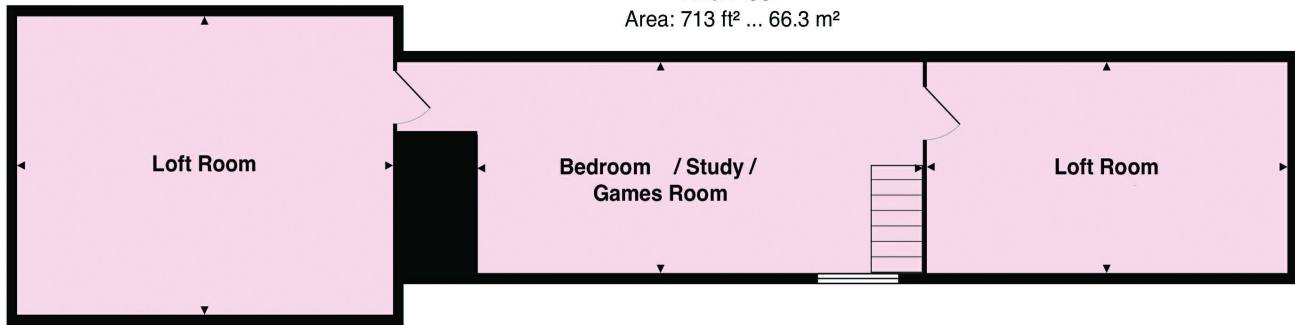 Area: 713 ft² ... 66.3 m²
Loft Room
Bedroom / Study /
Games Room
Loft Room